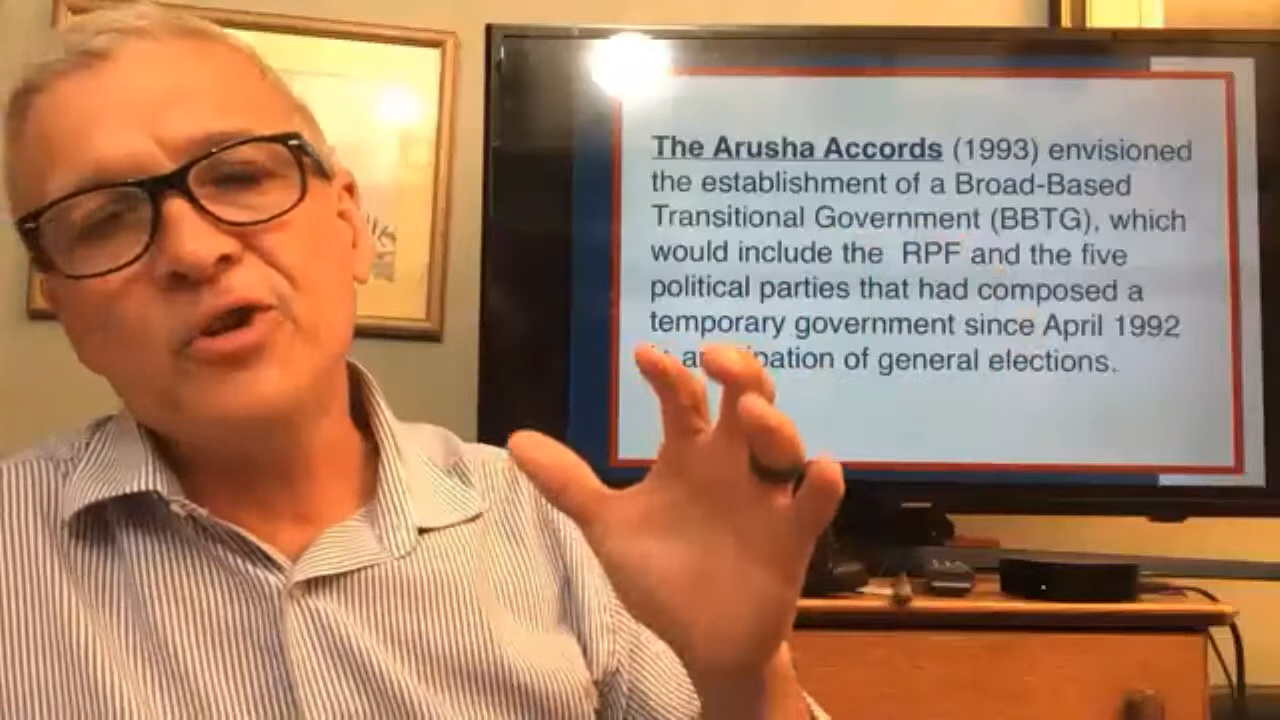 The Arusha Accords (1993) envisioned
the establishment of a Broad-Based
Transitional Government (BBTG), which
would include the RPF and the five
political parties that had composed a
temporary government since April 1992
of general elections.